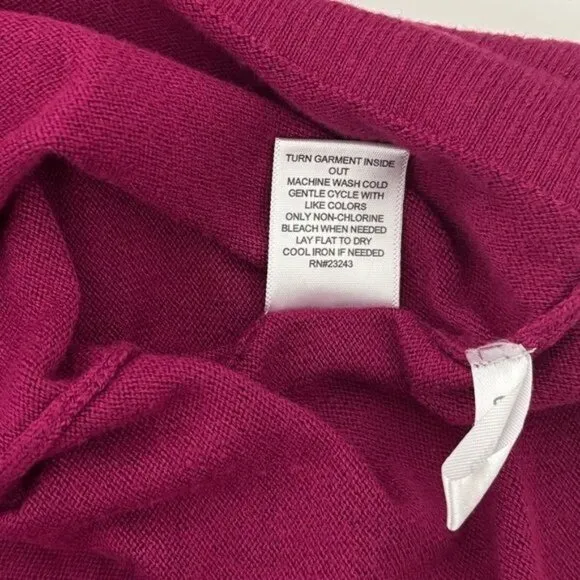 TURN GARMENT INSIDE
OUT
MACHINE WASH COLD
GENTLE CYCLE WITH
LIKE COLORS
ONLY NON-CHLORINE
BLEACH WHEN NEEDED
LAY FLAT TO DRY
COOL IRON IF NEEDED
RN#23243